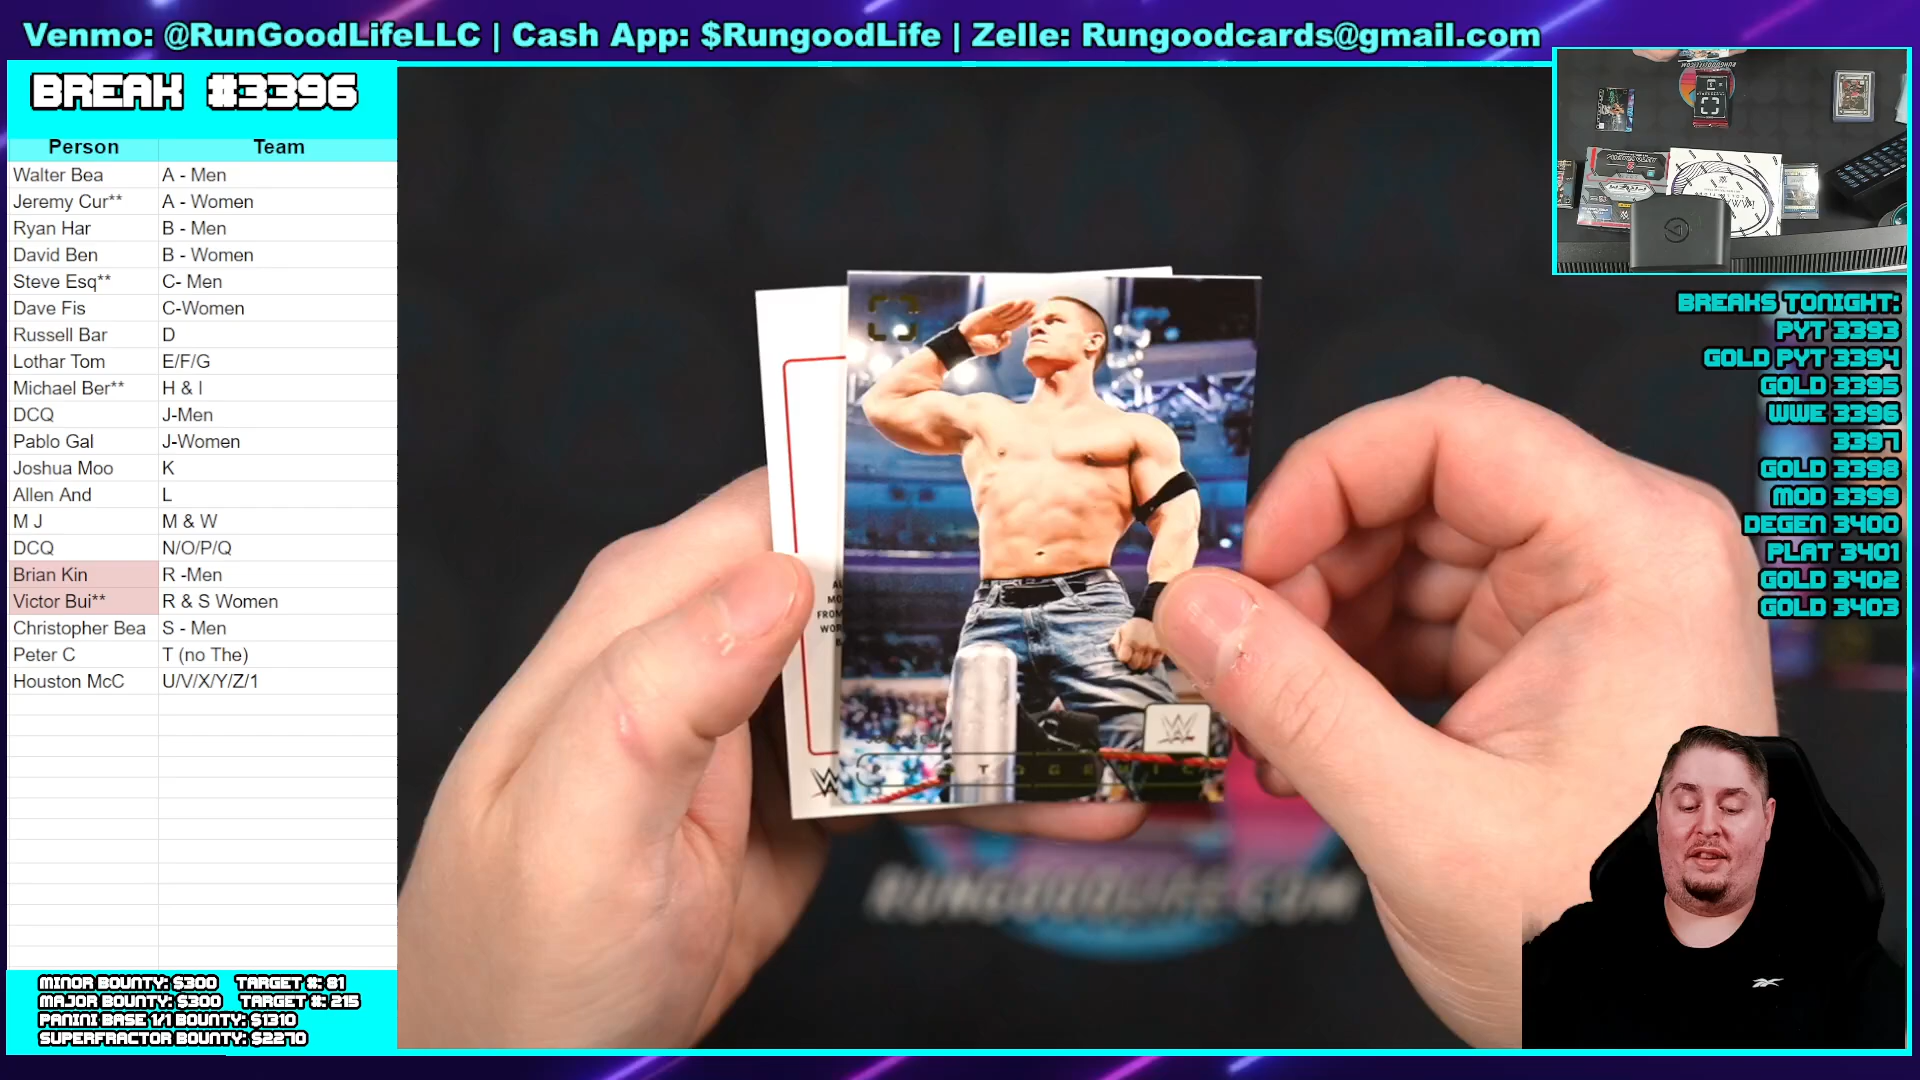 Venmo: @RunGoodLifeLLC | Cash App: $RungoodLife | Zelle: Rungoodcards@gmail.com
BREAK #3396
Person Team
Walter Bea A - Men
Jeremy Cur** A - Women
Ryan Har B - Men
David Ben B - Women
Steve Esq** C- Men
Dave Fis C-Women
Russell Bar D
Lothar Tom E/F/G
Michael Ber** H & I
DCQ J-Men
Pablo Gal J-Women
Joshua Moo K
Allen And L
M J M & W
DCQ N/O/P/Q
Brian Kin R -Men
Victor Bui** R & S Women
Christopher Bea S - Men
Peter C T (no The)
Houston McC U/V/X/Y/Z/1
MINOR BOUNTY: $300 TARGET #: 81
MAJOR BOUNTY: $300 TARGET #: 215
PANINI BASE 1/1 BOUNTY: $1310
SUPERFRACTOR BOUNTY: $2270
BREAKS TONIGHT:
PYT 3393
GOLD PYT 3394
GOLD 3395
WWE 3396
3397
GOLD 3398
MOD 3399
DEGEN 3400
PLAT 3401
GOLD 3402
GOLD 3403
RUNGOODLIFE.COM